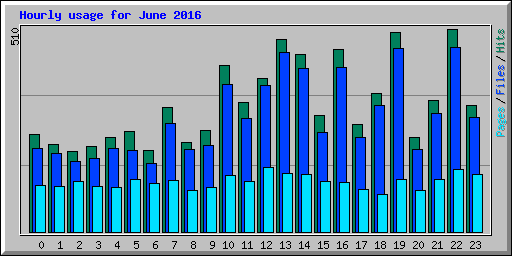 Hourly usage for June 2016
510
Pages/Files/Hits
0 1 2 3 4 5 6 7 8 9 10 11 12 13 14 15 16 17 18 19 20 21 22 23